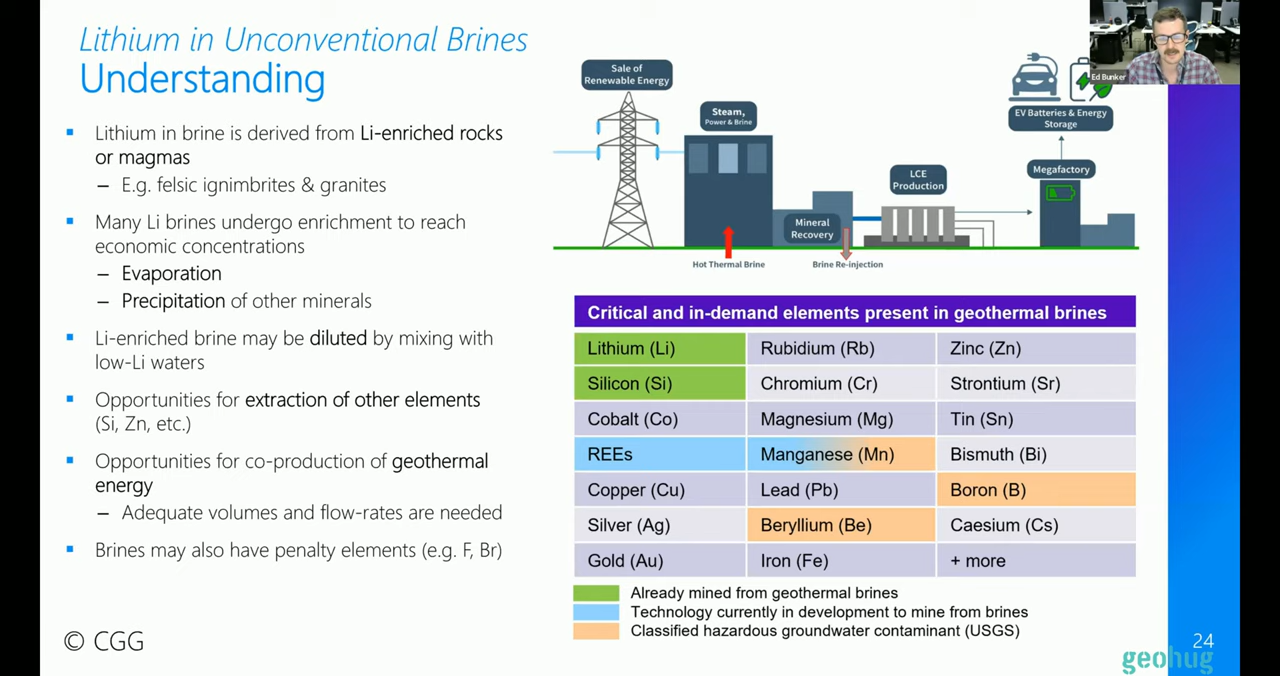 Lithium in Unconventional Brines
Understanding
Lithium in brine is derived from Li-enriched rocks
or magmas
– E.g. felsic ignimbrites & granites
Many Li brines undergo enrichment to reach
economic concentrations
– Evaporation
– Precipitation of other minerals
Li-enriched brine may be diluted by mixing with
low-Li waters
Opportunities for extraction of other elements
(Si, Zn, etc.)
Opportunities for co-production of geothermal
energy
– Adequate volumes and flow-rates are needed
Brines may also have penalty elements (e.g. F, Br)
© CGG
Sale of
Renewable Energy
Steam,
Power & Brine
Hot Thermal Brine
Mineral
Recovery
Brine Re-injection
LCE
Production
Megafactory
EV Batteries & Energy
Storage
Ed Bunker
Critical and in-demand elements present in geothermal brines
Lithium (Li) Rubidium (Rb) Zinc (Zn)
Silicon (Si) Chromium (Cr) Strontium (Sr)
Cobalt (Co) Magnesium (Mg) Tin (Sn)
REEs Manganese (Mn) Bismuth (Bi)
Copper (Cu) Lead (Pb) Boron (B)
Silver (Ag) Beryllium (Be) Caesium (Cs)
Gold (Au) Iron (Fe) + more
Already mined from geothermal brines
Technology currently in development to mine from brines
Classified hazardous groundwater contaminant (USGS)
24
geohug